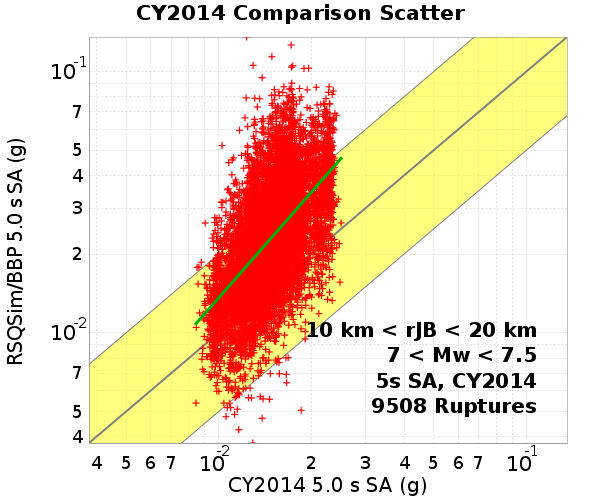 CY2014 Comparison Scatter
RSQSim/BBP 5.0 s SA (g)
10⁻¹
7
5
4
3
2
10⁻²
7
5
4
10 km < rJB < 20 km
7 < Mw < 7.5
5s SA, CY2014
9508 Ruptures
4 5 6 7 10⁻² 2 3 4 5 6 7 10⁻¹
CY2014 5.0 s SA (g)